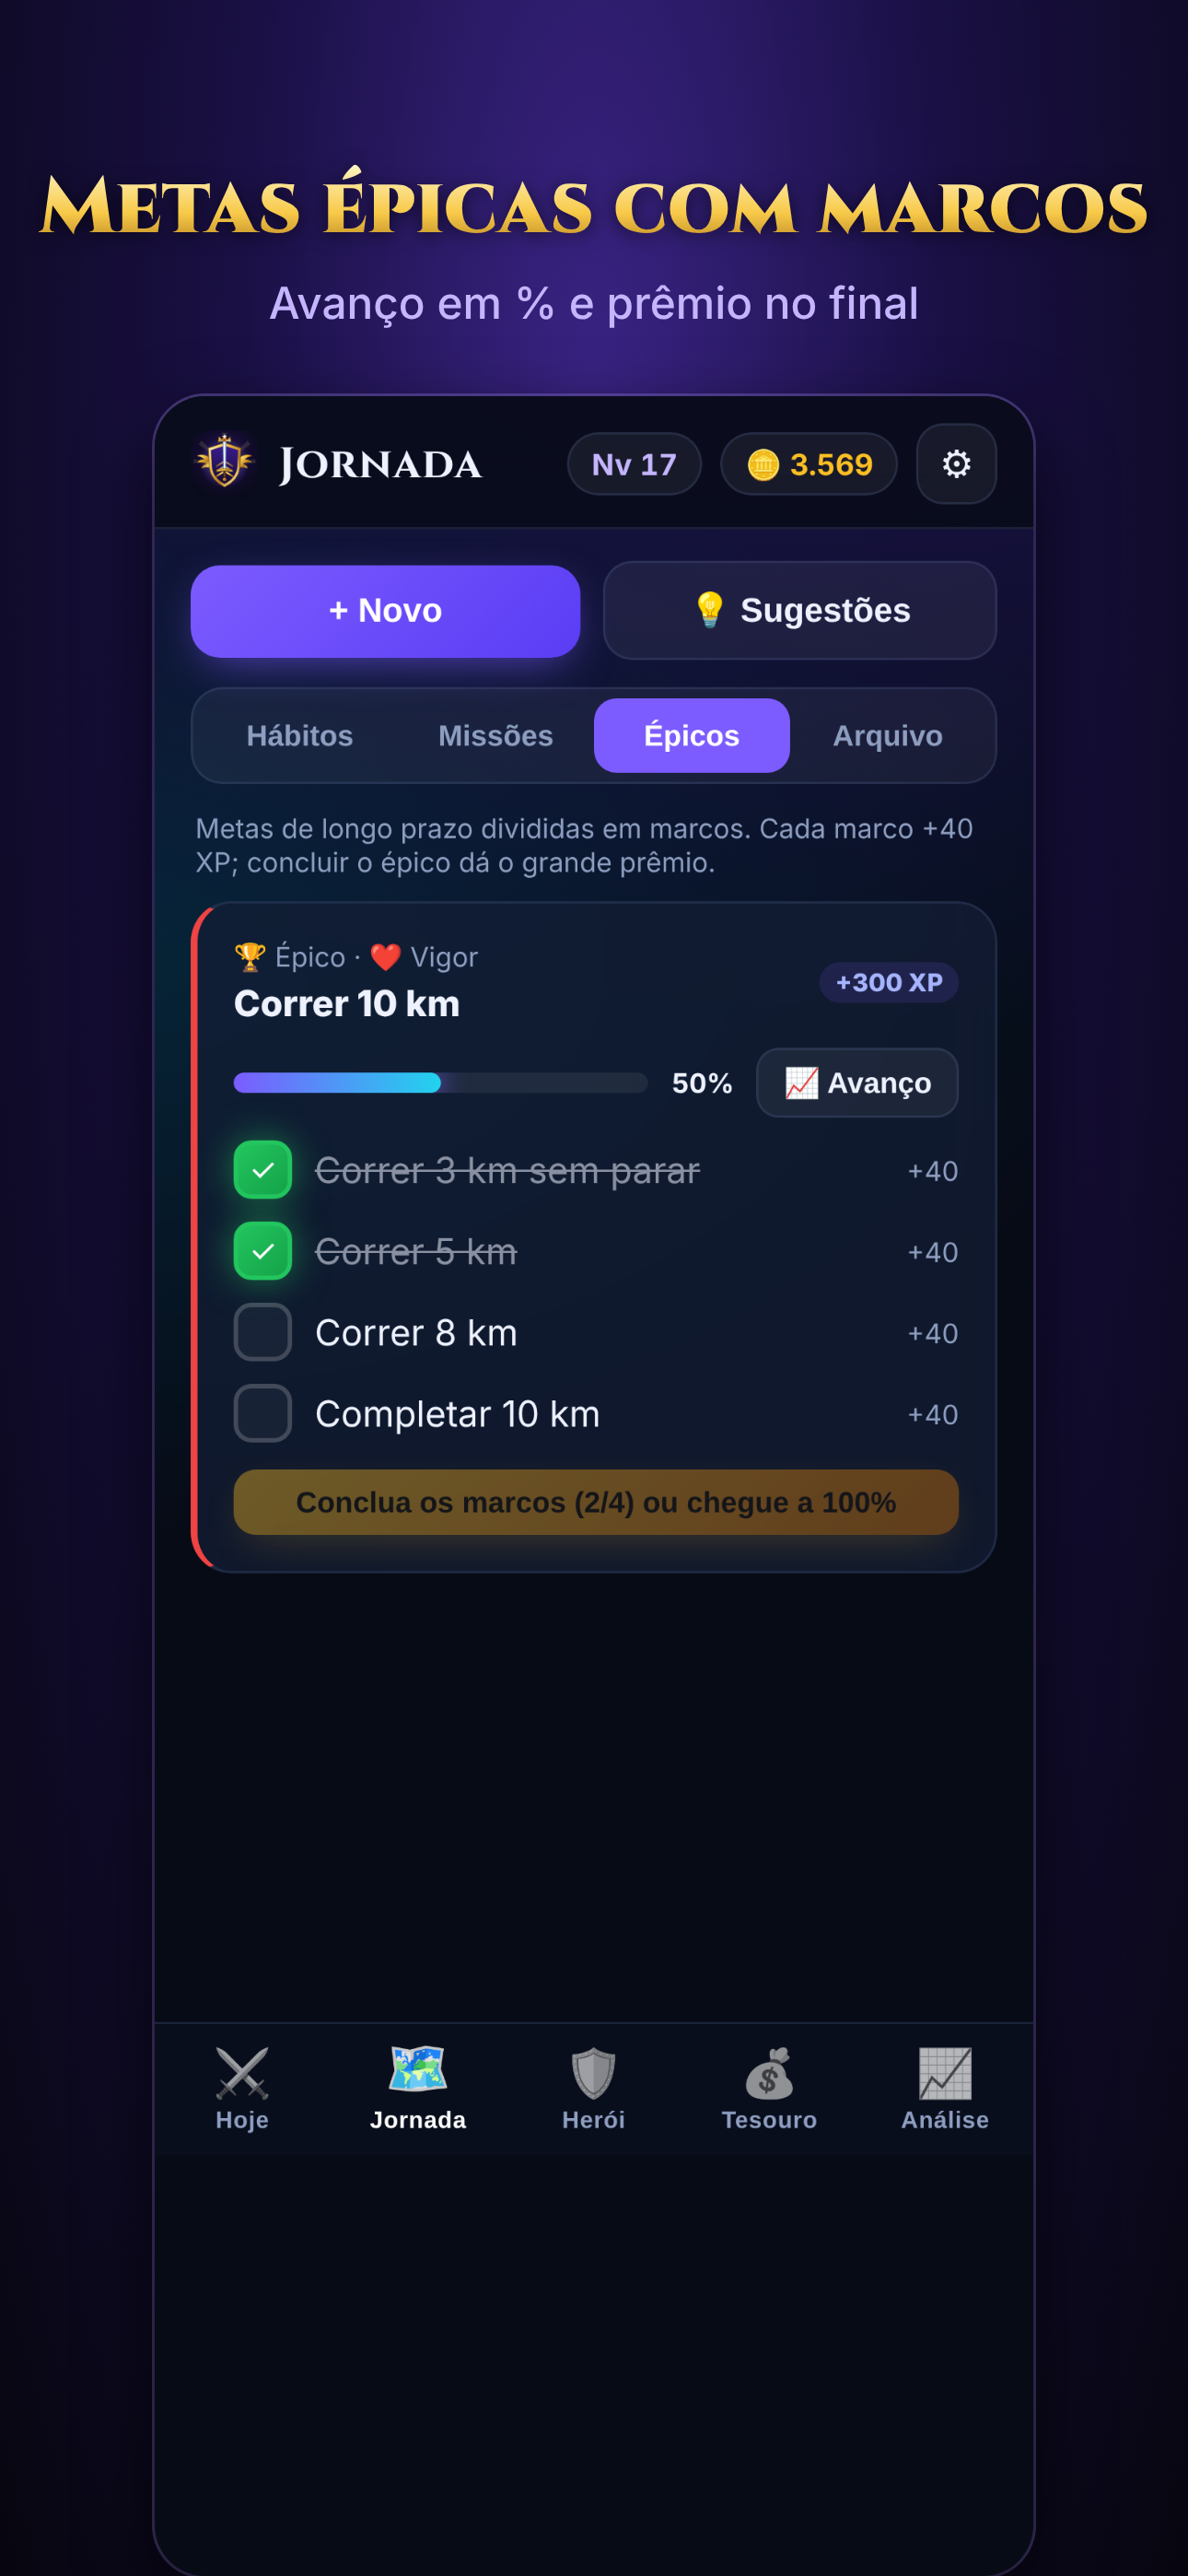 Metas épicas com marcos
Avanço em % e prêmio no final
Jornada
Nv 17
3.569
+ Novo
Sugestões
Hábitos
Missões
Épicos
Arquivo
Metas de longo prazo divididas em marcos. Cada marco +40
XP; concluir o épico dá o grande prêmio.
Épico · Vigor
Correr 10 km
+300 XP
50%
Avanço
Correr 3 km sem parar
+40
Correr 5 km
+40
Correr 8 km
+40
Completar 10 km
+40
Conclua os marcos (2/4) ou chegue a 100%
Hoje
Jornada
Herói
Tesouro
Análise